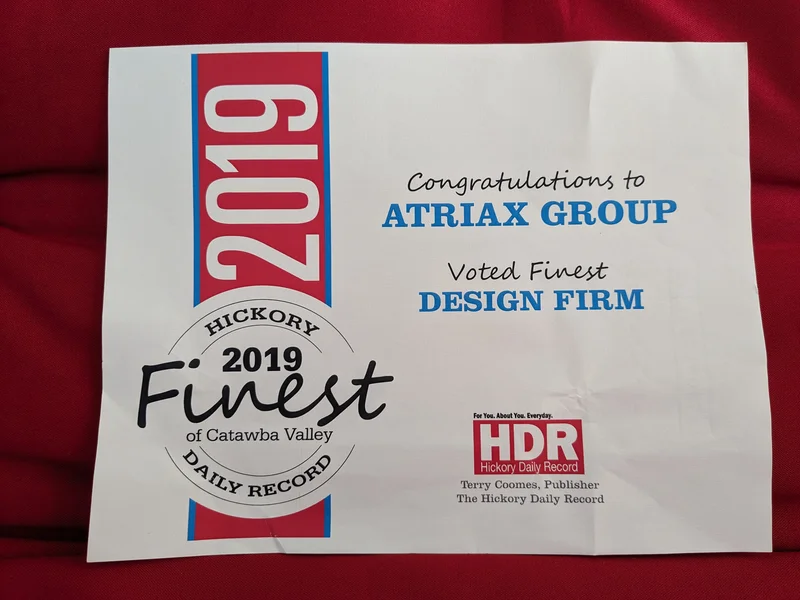 2019
HICKORY
2019
Finest
of Catawba Valley
DAILY RECORD
Congratulations to
ATRIAX GROUP
Voted Finest
DESIGN FIRM
For You. About You. Everyday.
HDR
Hickory Daily Record
Terry Coomes, Publisher
The Hickory Daily Record